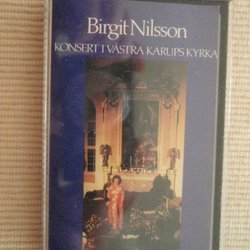 Birgit Nilsson
KONSERT I VÄSTRA KARUPS KYRKA